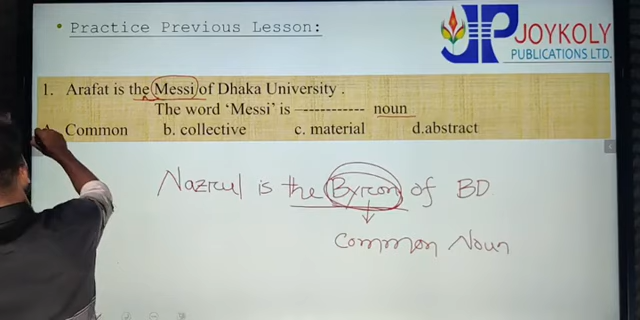 • Practice Previous Lesson:
JP JOYKOLY
PUBLICATIONS LTD.
1. Arafat is the Messi of Dhaka University .
The word ‘Messi’ is ----------- noun
Common b. collective c. material d.abstract
Nazrul is the Byron of BD
Common Noun